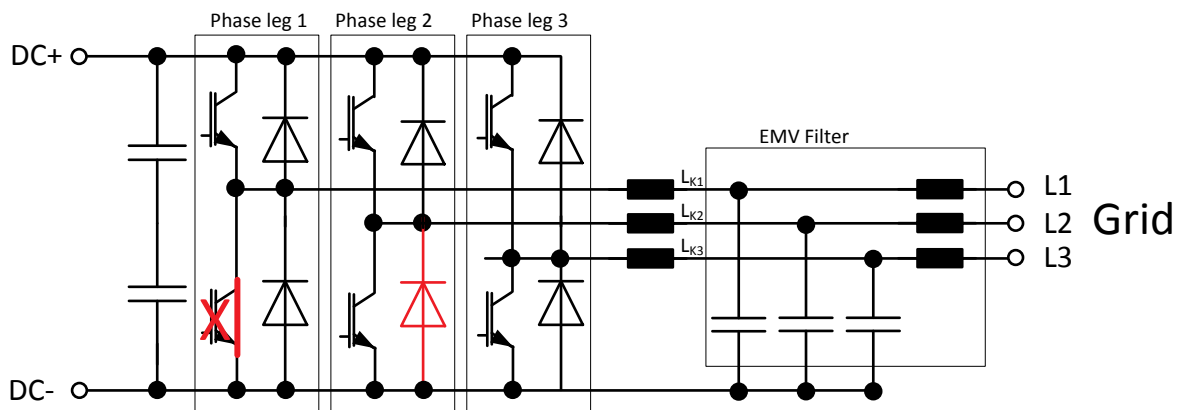 Phase leg 1
Phase leg 2
Phase leg 3
DC+
EMV Filter
LK1
L1
LK2
L2
Grid
LK3
L3
X
DC-